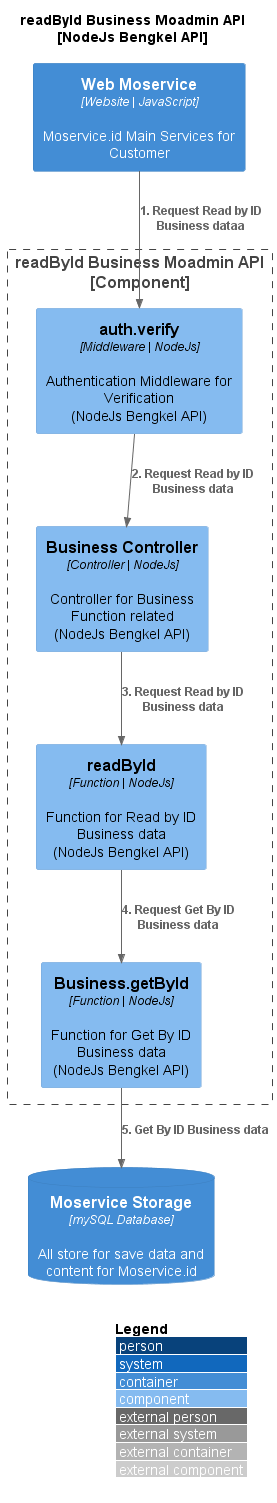 readById Business Moadmin API
[NodeJs Bengkel API]
Web Moservice
[Website | JavaScript]
Moservice.id Main Services for
Customer
1. Request Read by ID
Business dataa
readById Business Moadmin API
[Component]
auth.verify
[Middleware | NodeJs]
Authentication Middleware for
Verification
(NodeJs Bengkel API)
2. Request Read by ID
Business data
Business Controller
[Controller | NodeJs]
Controller for Business
Function related
(NodeJs Bengkel API)
3. Request Read by ID
Business data
readById
[Function | NodeJs]
Function for Read by ID
Business data
(NodeJs Bengkel API)
4. Request Get By ID
Business data
Business.getById
[Function | NodeJs]
Function for Get By ID
Business data
(NodeJs Bengkel API)
5. Get By ID Business data
Moservice Storage
[mySQL Database]
All store for save data and
content for Moservice.id
Legend
person
system
container
component
external person
external system
external container
external component